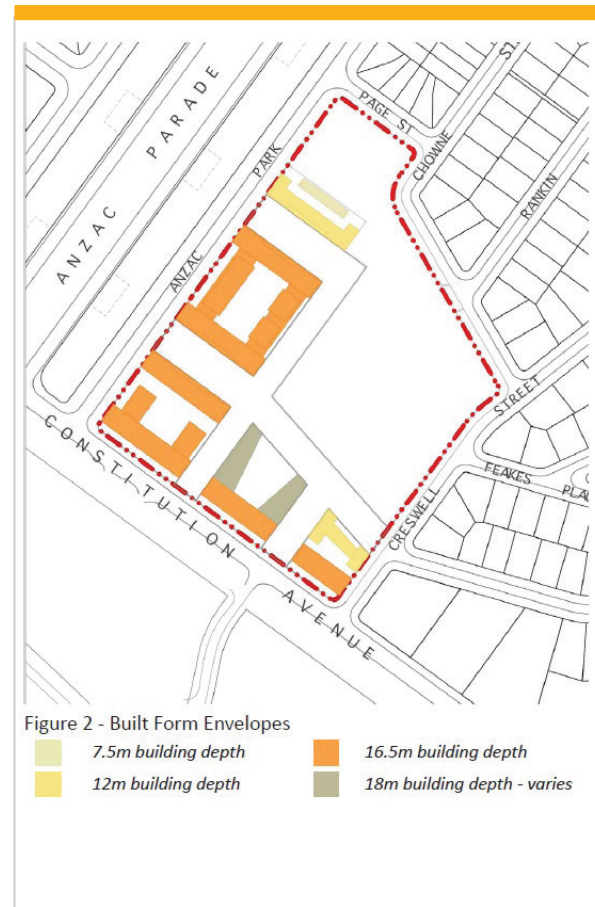 PAGE ST
CHOWNE
ST
RANKIN
PARADE
ANZAC
PARK
ANZAC
STREET
CRESWELL
FEAKES
CONSTITUTION
AVENUE
Figure 2 - Built Form Envelopes
7.5m building depth
16.5m building depth
12m building depth
18m building depth - varies